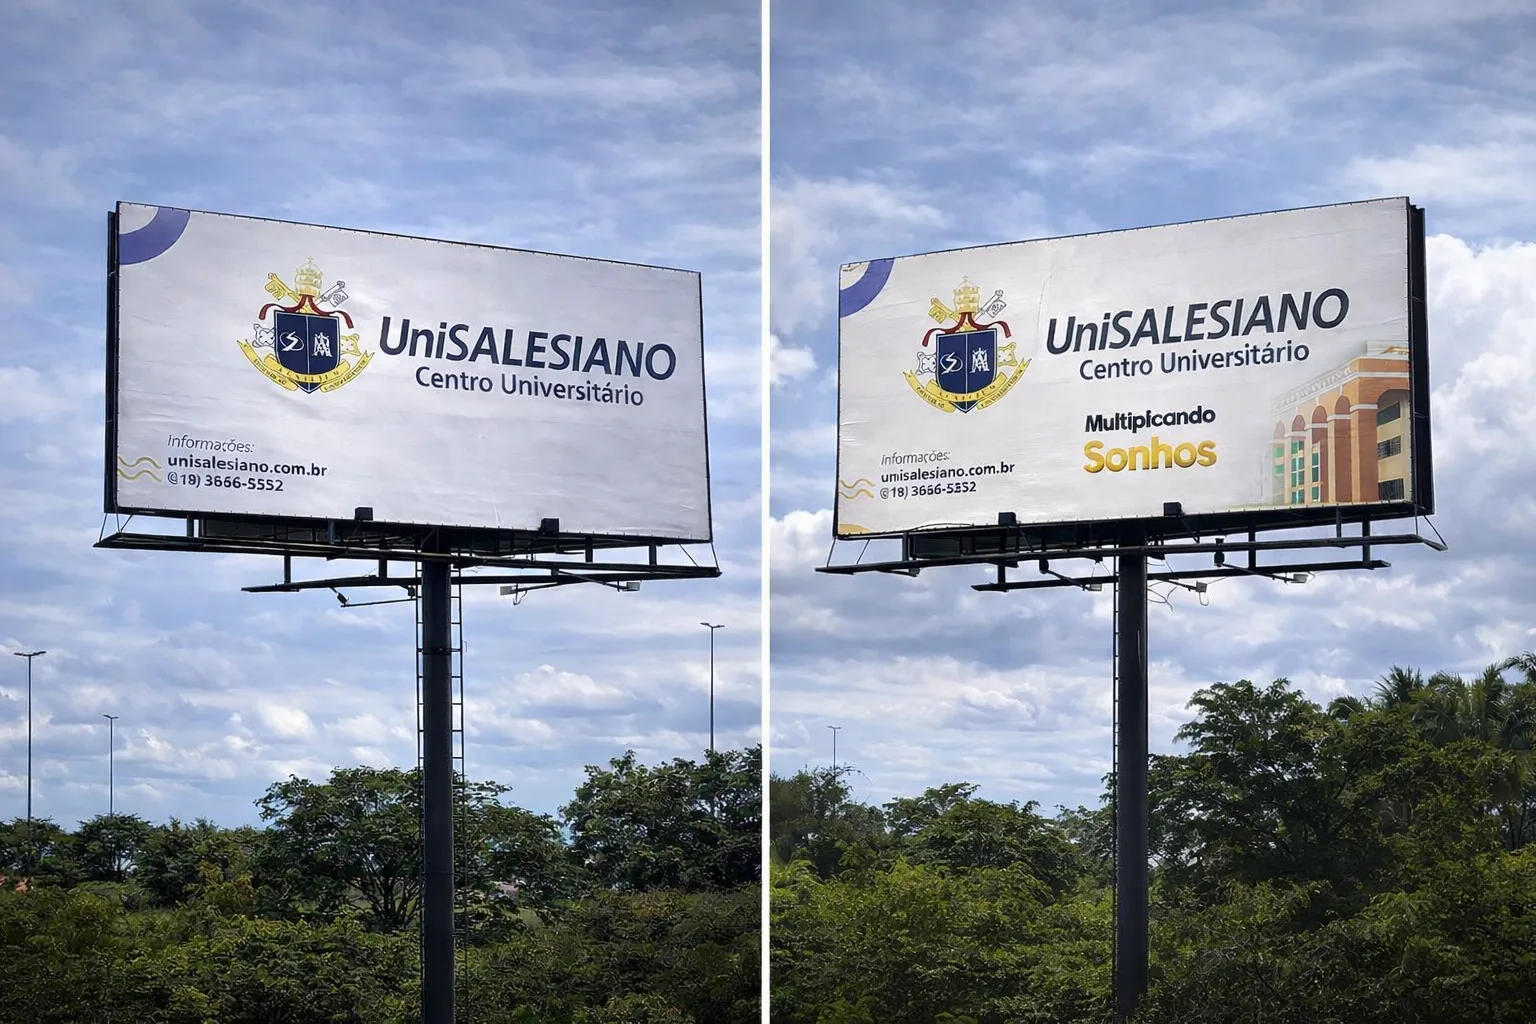 UniSALESIANO
Centro Universitário
Informações:
unisalesiano.com.br
(18) 3666-5552
UniSALESIANO
Centro Universitário
Multipicando
Sonhos
Informações:
unisalesiano.com.br
(18) 3666-5552